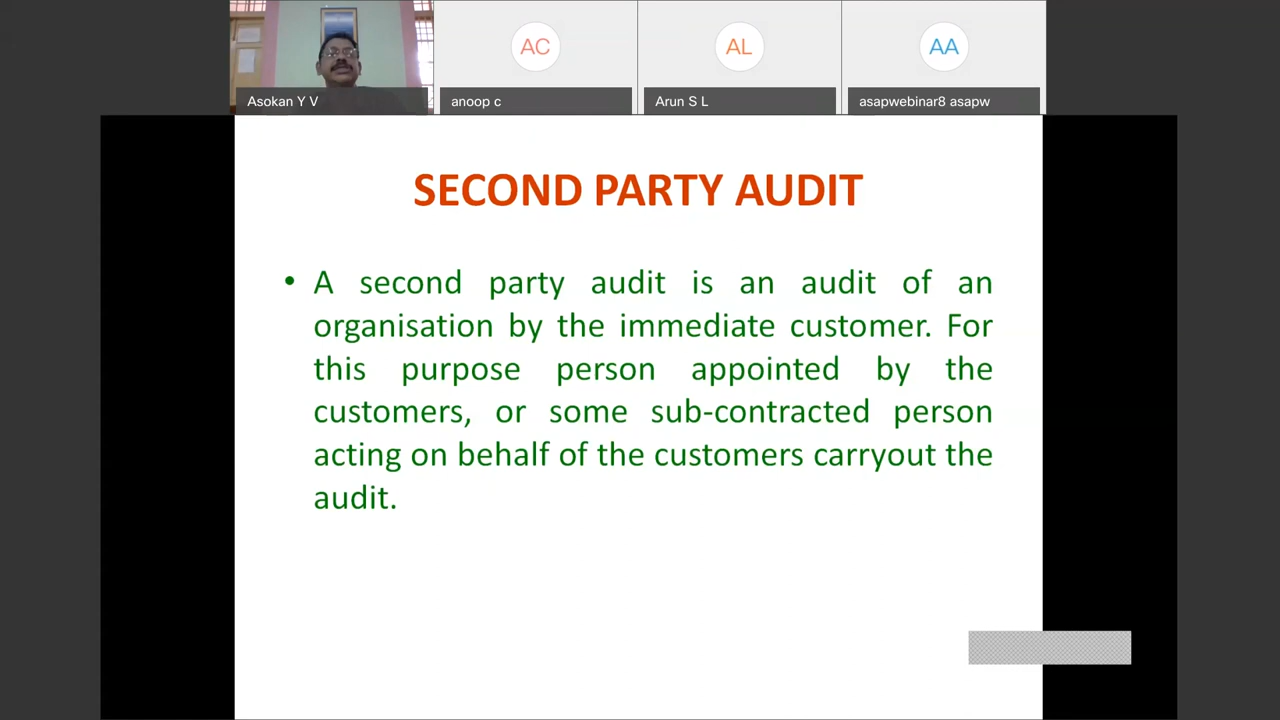 AC
AL
AA
Asokan Y V
anoop c
Arun S L
asapwebinar8 asapw
SECOND PARTY AUDIT
• A second party audit is an audit of an
organisation by the immediate customer. For
this purpose person appointed by the
customers, or some sub-contracted person
acting on behalf of the customers carryout the
audit.